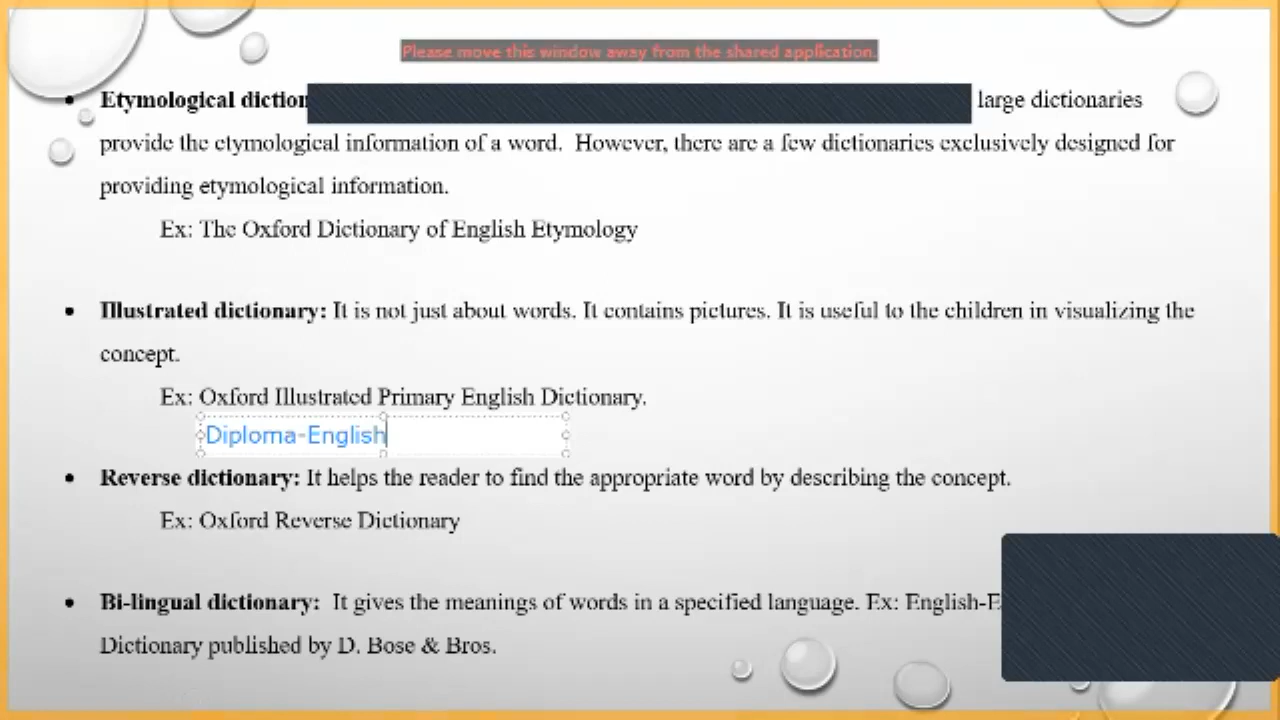 Please move this window away from the shared application.
• Etymological large dictionaries
provide the etymological information of a word. However, there are a few dictionaries exclusively designed for
providing etymological information.
Ex: The Oxford Dictionary of English Etymology
• Illustrated dictionary: It is not just about words. It contains pictures. It is useful to the children in visualizing the
concept.
Ex: Oxford Illustrated Primary English Dictionary.
Diploma-English
• Reverse dictionary: It helps the reader to find the appropriate word by describing the concept.
Ex: Oxford Reverse Dictionary
• Bi-lingual dictionary: It gives the meanings of words in a specified language. Ex:
Dictionary published by D. Bose & Bros.